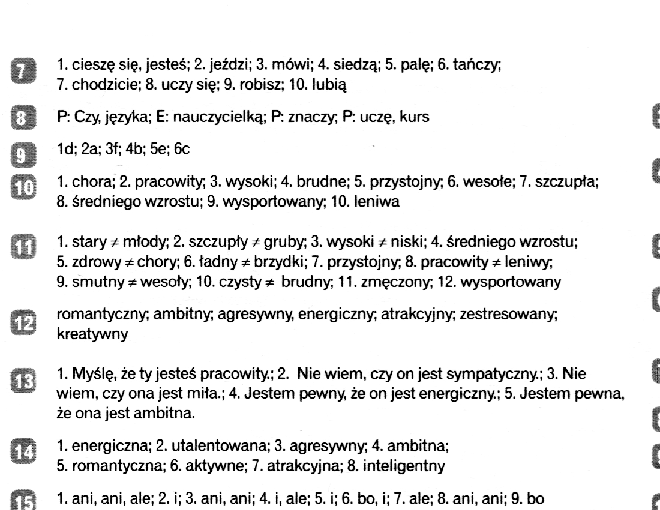 7 1. cieszę się, jesteś; 2. jeździ; 3. mówi; 4. siedzą; 5. palę; 6. tańczy;
7. chodzicie; 8. uczy się; 9. robisz; 10. lubią
8 P: Czy, języka; E: nauczycielką; P: znaczy; P: uczę, kurs
9 1d; 2a; 3f; 4b; 5e; 6c
10 1. chora; 2. pracowity; 3. wysoki; 4. brudne; 5. przystojny; 6. wesołe; 7. szczupła;
8. średniego wzrostu; 9. wysportowany; 10. leniwa
11 1. stary ≠ młody; 2. szczupły ≠ gruby; 3. wysoki ≠ niski; 4. średniego wzrostu;
5. zdrowy ≠ chory; 6. ładny ≠ brzydki; 7. przystojny; 8. pracowity ≠ leniwy;
9. smutny ≠ wesoły; 10. czysty ≠ brudny; 11. zmęczony; 12. wysportowany
12 romantyczny; ambitny; agresywny, energiczny; atrakcyjny; zestresowany;
kreatywny
13 1. Myślę, że ty jesteś pracowity.; 2. Nie wiem, czy on jest sympatyczny.; 3. Nie
wiem, czy ona jest miła.; 4. Jestem pewny, że on jest energiczny.; 5. Jestem pewna,
że ona jest ambitna.
14 1. energiczna; 2. utalentowana; 3. agresywny; 4. ambitna;
5. romantyczna; 6. aktywne; 7. atrakcyjna; 8. inteligentny
15 1. ani, ani, ale; 2. i; 3. ani, ani; 4. i, ale; 5. i; 6. bo, i; 7. ale; 8. ani, ani; 9. bo